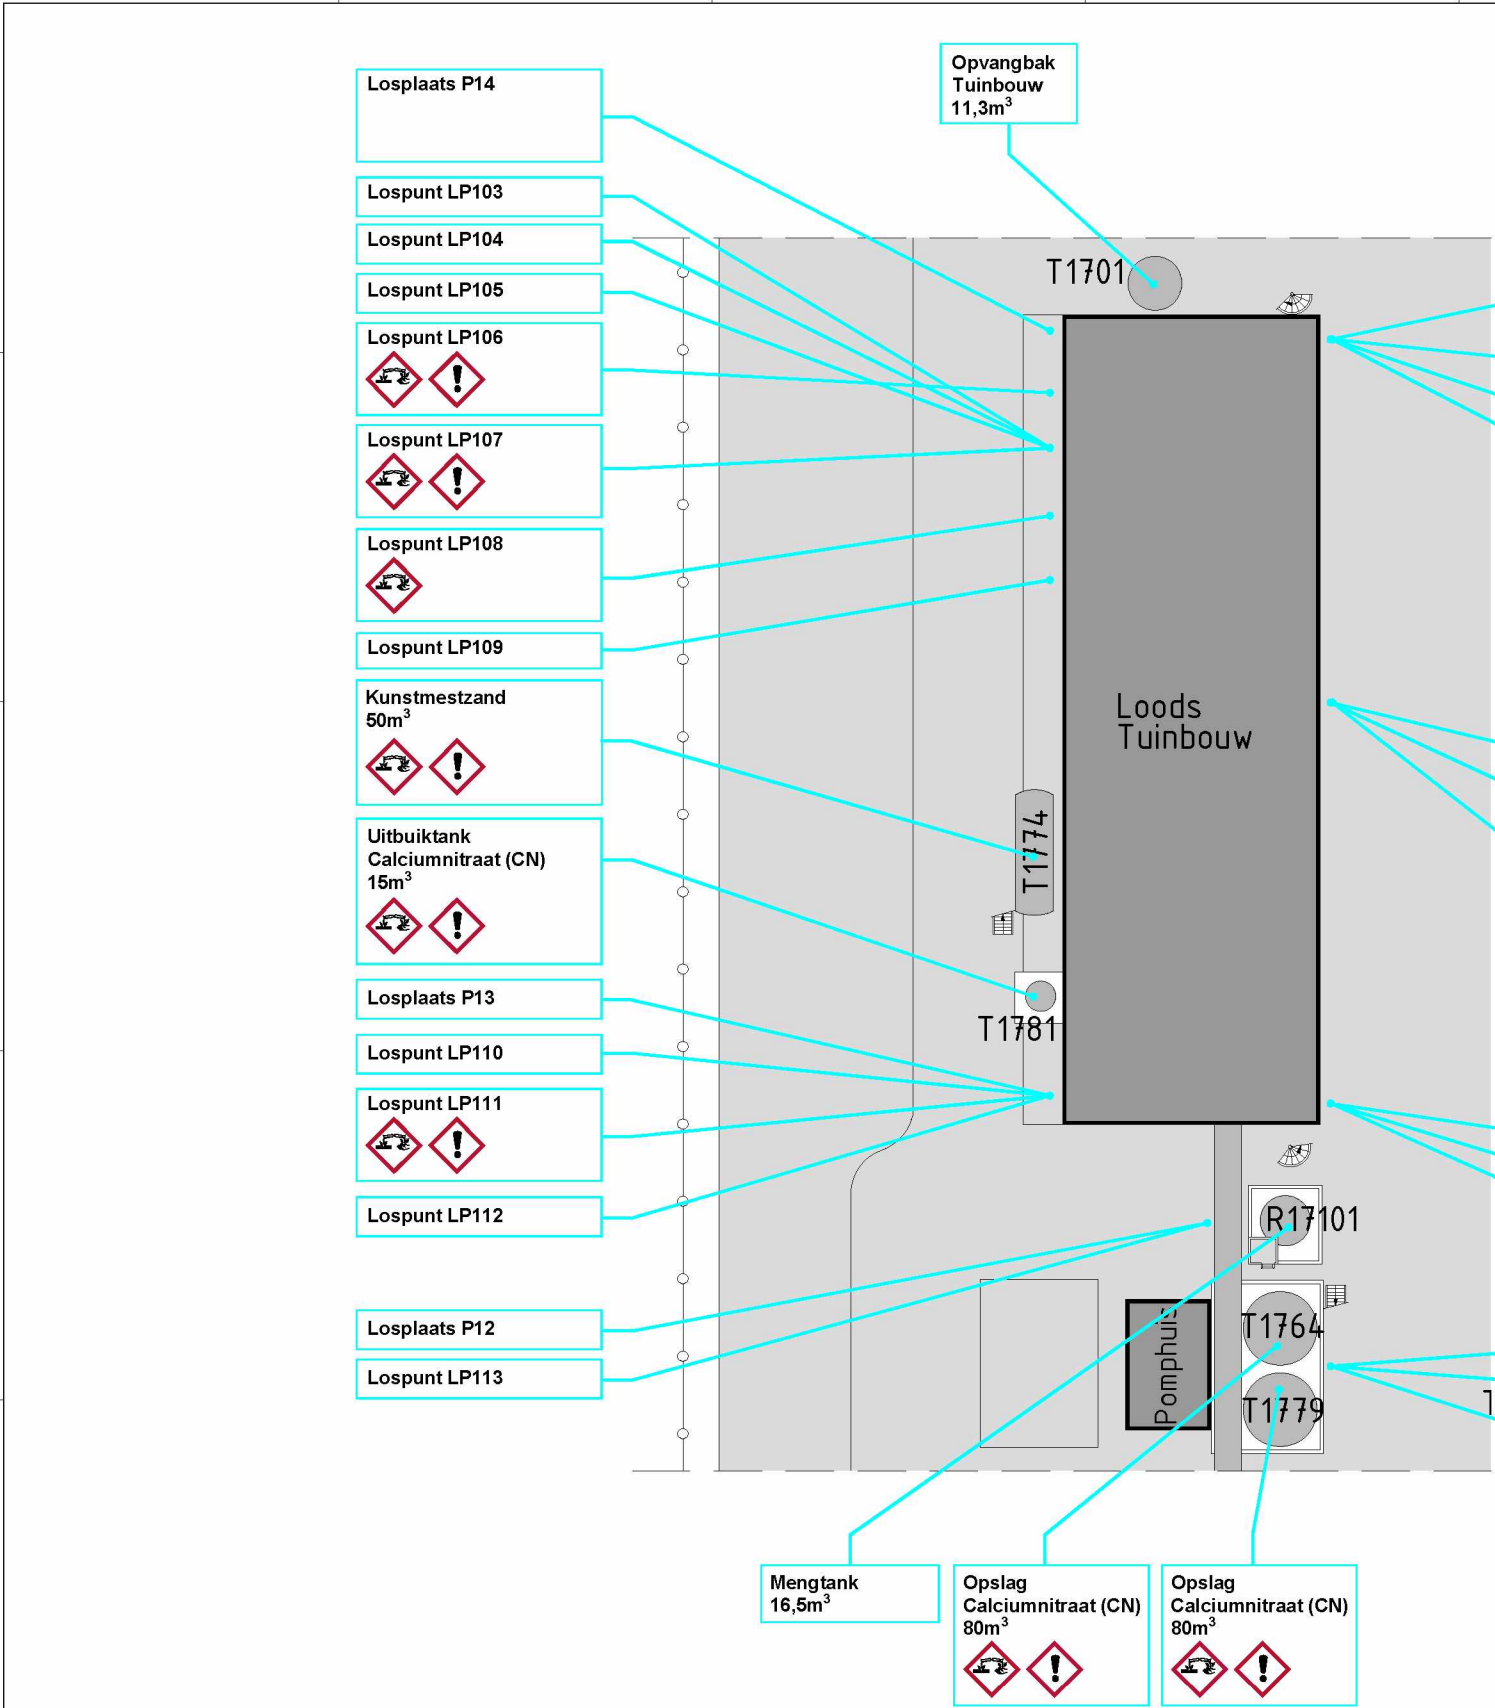 Losplaats P14
Opvangbak
Tuinbouw
11,3m³
Lospunt LP103
Lospunt LP104
Lospunt LP105
Lospunt LP106
Lospunt LP107
Lospunt LP108
Lospunt LP109
Kunstmestzand
50m³
Uitbuiktank
Calciumnitraat (CN)
15m³
Losplaats P13
Lospunt LP110
Lospunt LP111
Lospunt LP112
Losplaats P12
Lospunt LP113
T1701
Loods
Tuinbouw
T1774
T1781
R17101
T1764
T1779
Pomphuis
Mengtank
16,5m³
Opslag
Calciumnitraat (CN)
80m³
Opslag
Calciumnitraat (CN)
80m³